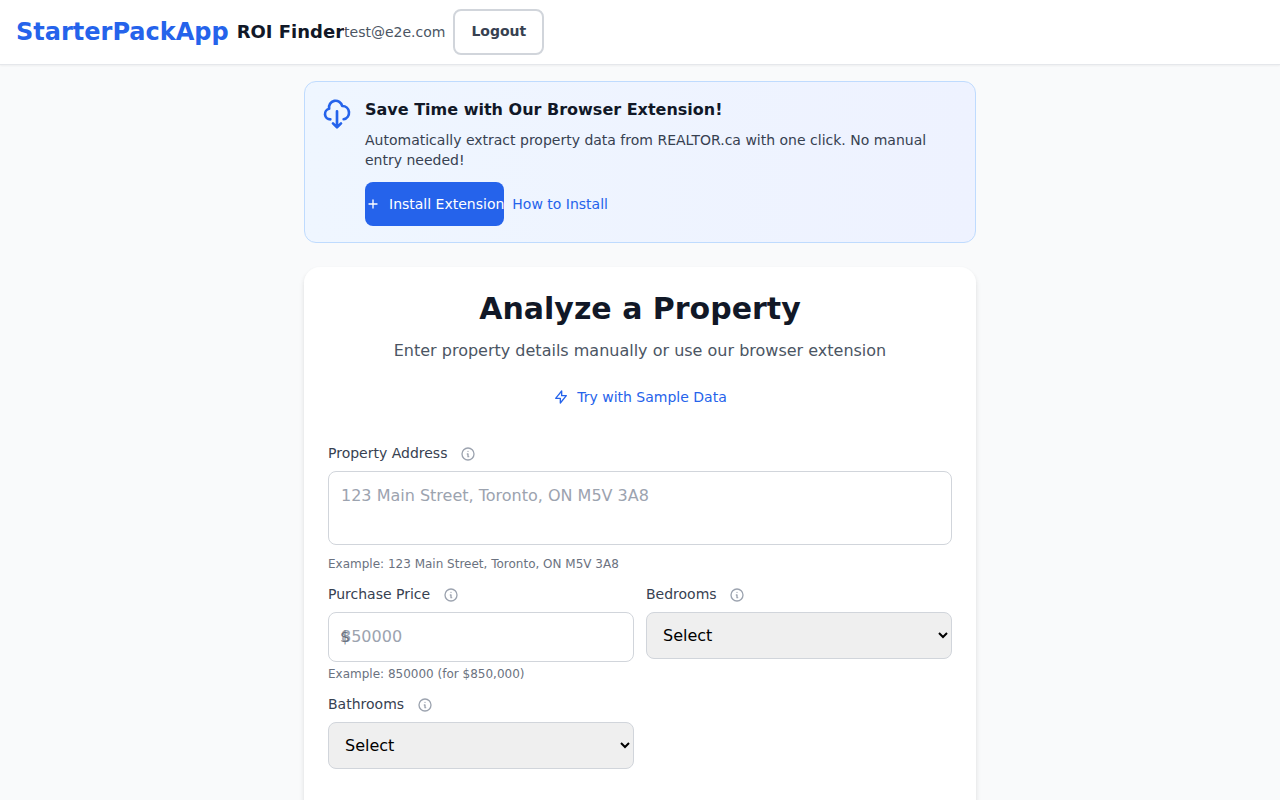 StarterPackApp ROI Finder test@e2e.com Logout
Save Time with Our Browser Extension!
Automatically extract property data from REALTOR.ca with one click. No manual
entry needed!
+ Install Extension How to Install
Analyze a Property
Enter property details manually or use our browser extension
Try with Sample Data
Property Address
123 Main Street, Toronto, ON M5V 3A8
Example: 123 Main Street, Toronto, ON M5V 3A8
Purchase Price Bedrooms
$850000 Select
Example: 850000 (for $850,000)
Bathrooms
Select